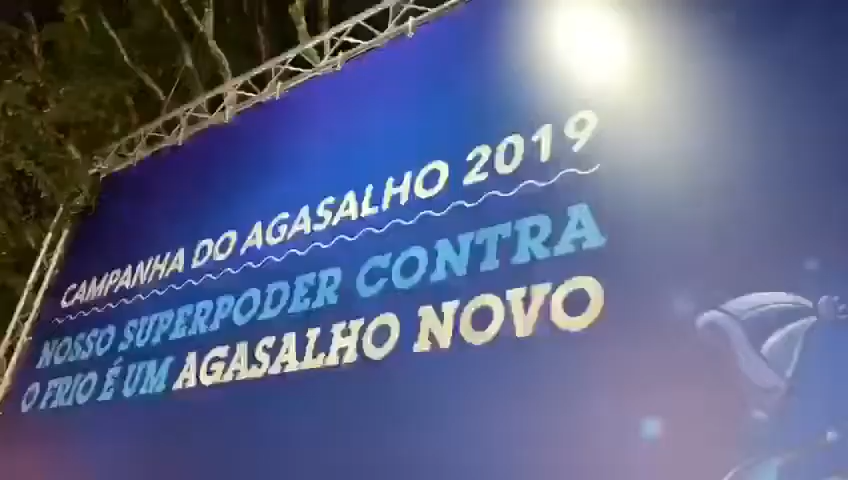 CAMPANHA DO AGASALHO 2019
NOSSO SUPERPODER CONTRA
O FRIO É UM AGASALHO NOVO